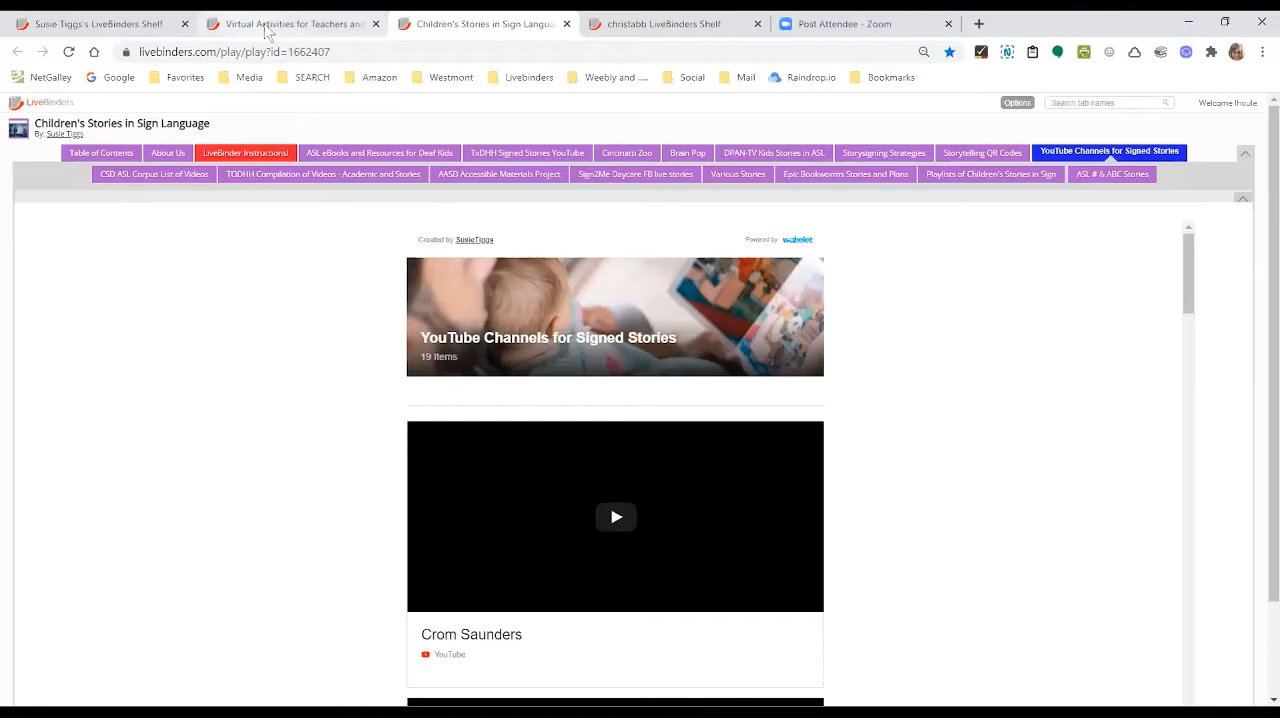 Susie Tiggs's LiveBinders Shelf
Virtual Activities for Teachers and
Children's Stories in Sign Langua
christabb LiveBinders Shelf
Post Attendee - Zoom
livebinders.com/play/play?id=1662407
NetGalley
Google
Favorites
Media
SEARCH
Amazon
Westmont
Livebinders
Weebly and ....
Social
Mail
Raindrop.io
Bookmarks
LiveBinders
Options
Search tab names
Welcome lhoule
Children's Stories in Sign Language
By: Susie Tiggs
Table of Contents
About Us
LiveBinder Instructions!
ASL eBooks and Resources for Deaf Kids
TxDHH Signed Stories YouTube
Cincinatti Zoo
Brain Pop
DPAN-TV Kids Stories in ASL
Storysigning Strategies
Storytelling QR Codes
YouTube Channels for Signed Stories
CSD ASL Corpus List of Videos
TODHH Compilation of Videos - Academic and Stories
AASD Accessible Materials Project
Sign2Me Daycare FB live stories
Various Stories
Epic Bookworms Stories and Plans
Playlists of Children's Stories in Sign
ASL # & ABC Stories
Created by SusieTiggs
Powered by wakelet
YouTube Channels for Signed Stories
19 Items
Crom Saunders
YouTube